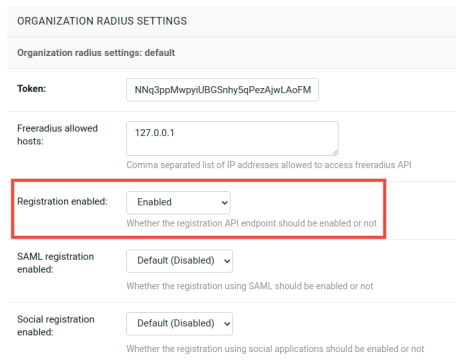 ORGANIZATION RADIUS SETTINGS
Organization radius settings: default
Token:
NNq3ppMwpyiUBGSnhy5qPezAjwLAoFM
Freeradius allowed
hosts:
127.0.0.1
Comma separated list of IP addresses allowed to access freeradius API
Registration enabled:
Enabled
Whether the registration API endpoint should be enabled or not
SAML registration
enabled:
Default (Disabled)
Whether the registration using SAML should be enabled or not
Social registration
enabled:
Default (Disabled)
Whether the registration using social applications should be enabled or not